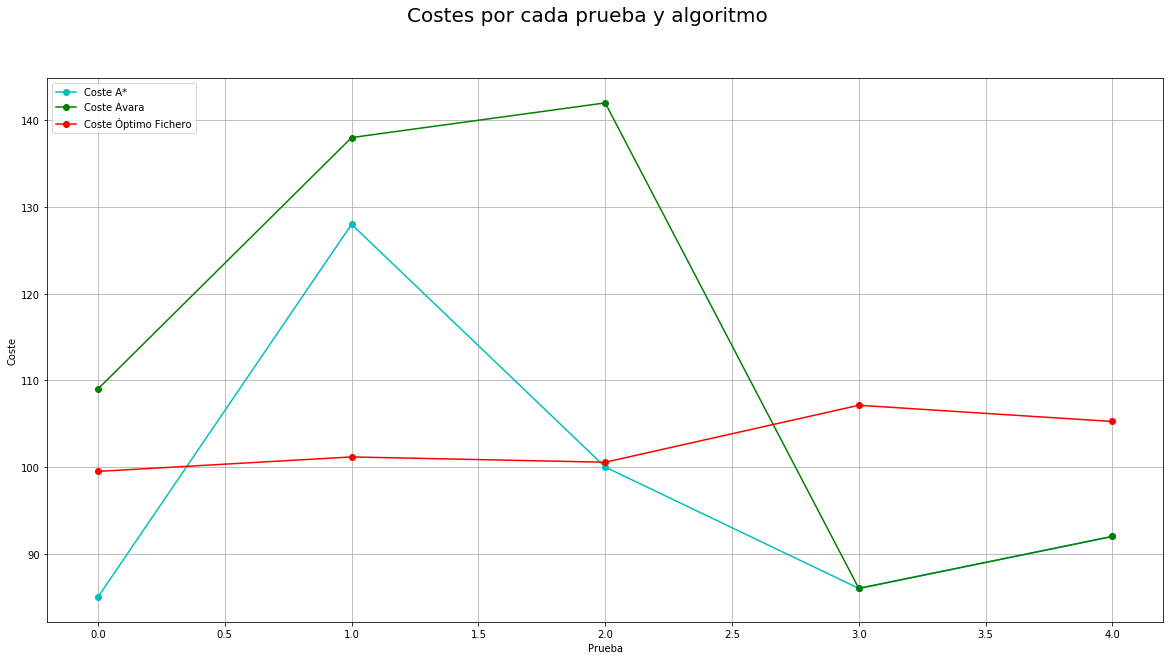 Costes por cada prueba y algoritmo
Coste A*
Coste Avara
Coste Óptimo Fichero
140
130
120
110
100
90
Coste
0.0 0.5 1.0 1.5 2.0 2.5 3.0 3.5 4.0
Prueba